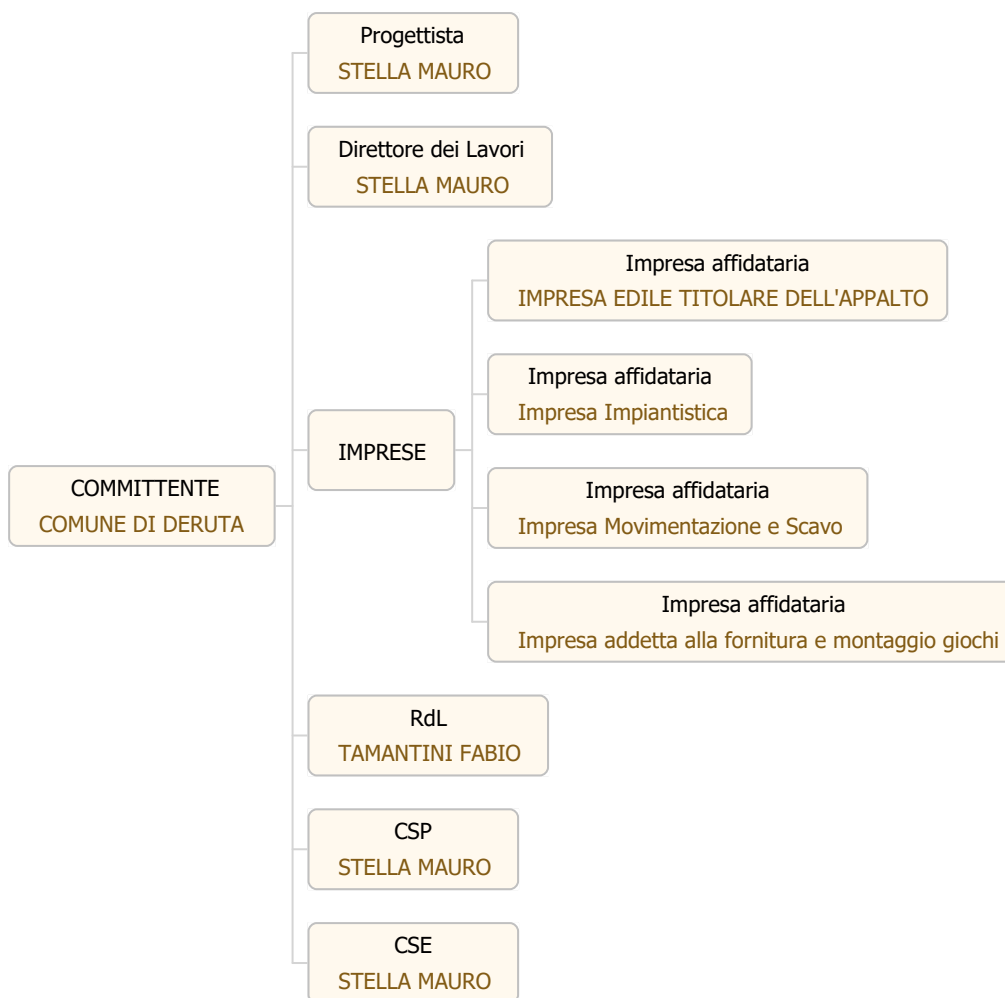 Progettista
STELLA MAURO
Direttore dei Lavori
STELLA MAURO
Impresa affidataria
IMPRESA EDILE TITOLARE DELL'APPALTO
Impresa affidataria
Impresa Impiantistica
IMPRESE
COMMITTENTE
COMUNE DI DERUTA
Impresa affidataria
Impresa Movimentazione e Scavo
Impresa affidataria
Impresa addetta alla fornitura e montaggio giochi
RdL
TAMANTINI FABIO
CSP
STELLA MAURO
CSE
STELLA MAURO